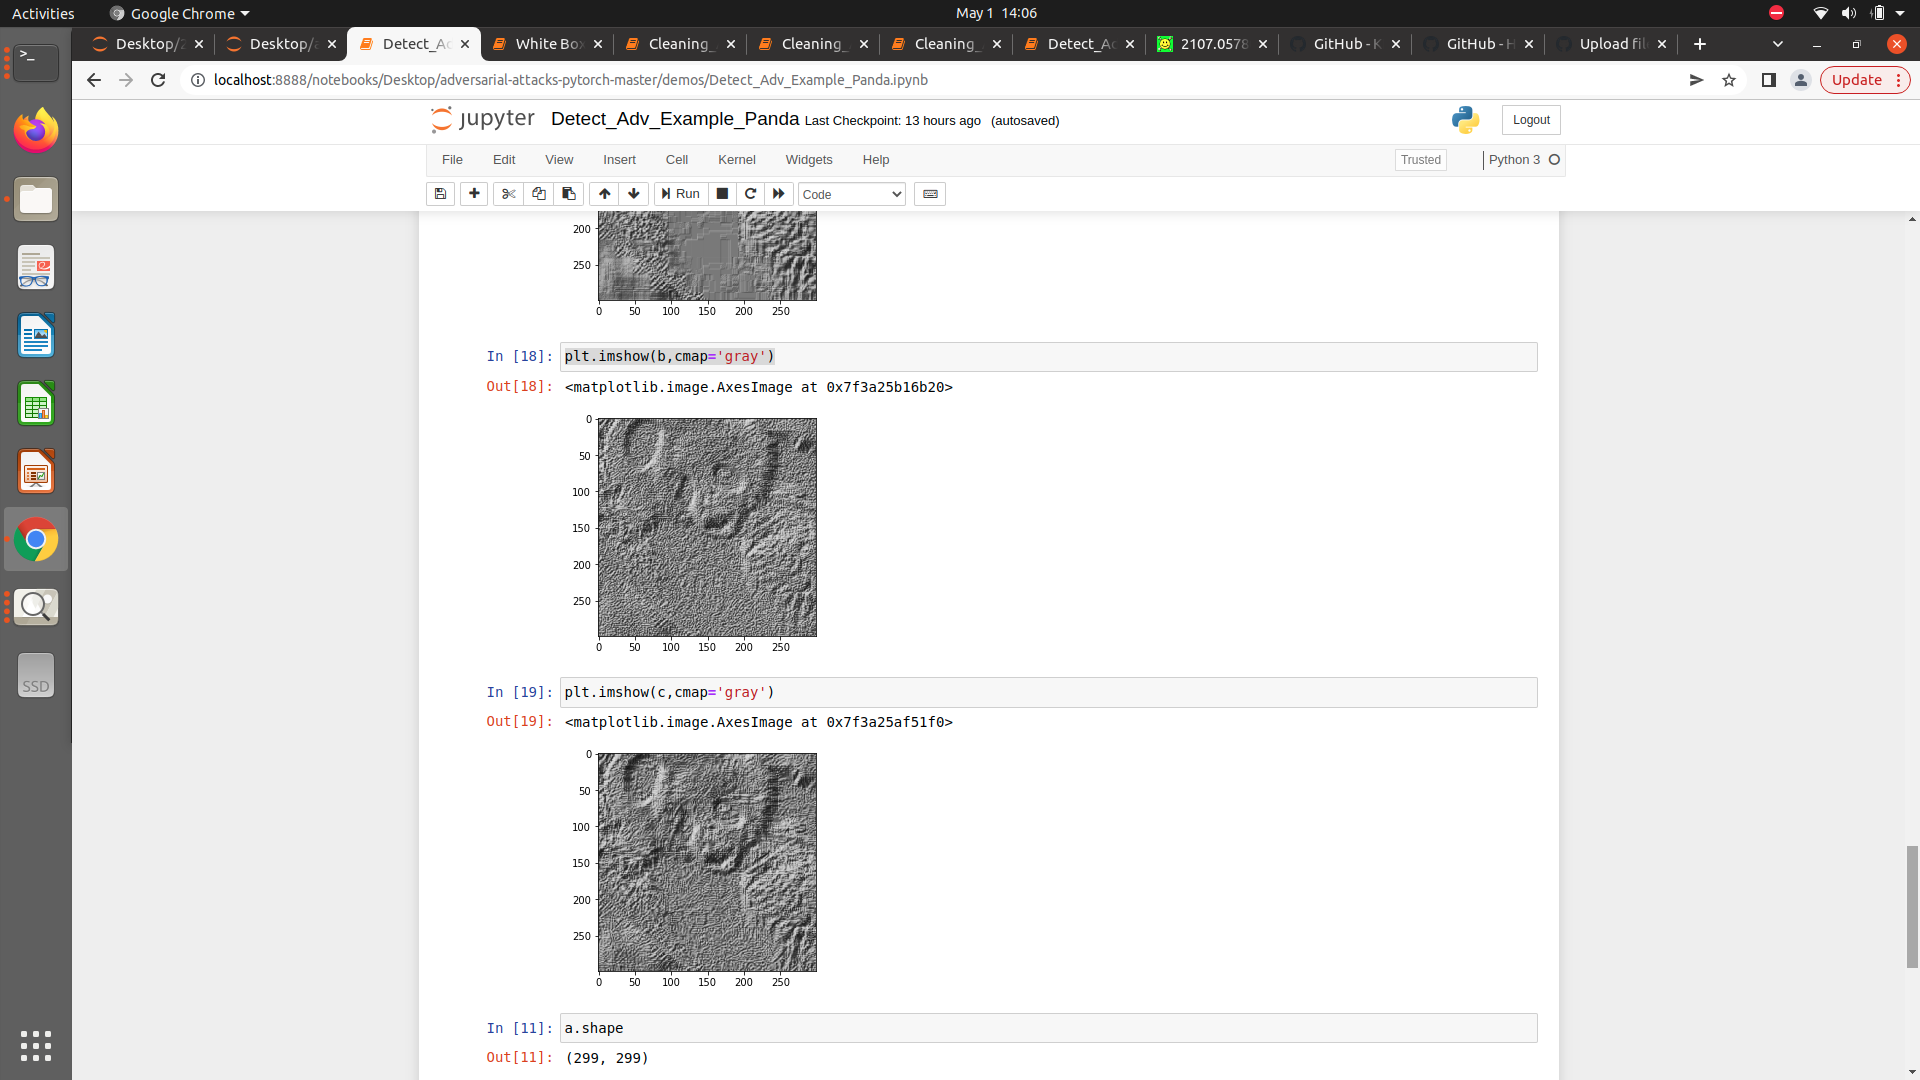 Activities Google Chrome May 1 14:06
Desktop/ Desktop/ Detect_Ad White Box Cleaning_ Cleaning_ Cleaning_ Detect_Ad 2107.0578 GitHub - K GitHub - H Upload fil
localhost:8888/notebooks/Desktop/adversarial-attacks-pytorch-master/demos/Detect_Adv_Example_Panda.ipynb Update
jupyter Detect_Adv_Example_Panda Last Checkpoint: 13 hours ago (autosaved) Logout
File Edit View Insert Cell Kernel Widgets Help Trusted Python 3
Run Code
200
250
0 50 100 150 200 250
In [18]: plt.imshow(b,cmap='gray')
Out[18]: <matplotlib.image.AxesImage at 0x7f3a25b16b20>
0
50
100
150
200
250
0 50 100 150 200 250
In [19]: plt.imshow(c,cmap='gray')
Out[19]: <matplotlib.image.AxesImage at 0x7f3a25af51f0>
0
50
100
150
200
250
0 50 100 150 200 250
In [11]: a.shape
Out[11]: (299, 299)
SSD